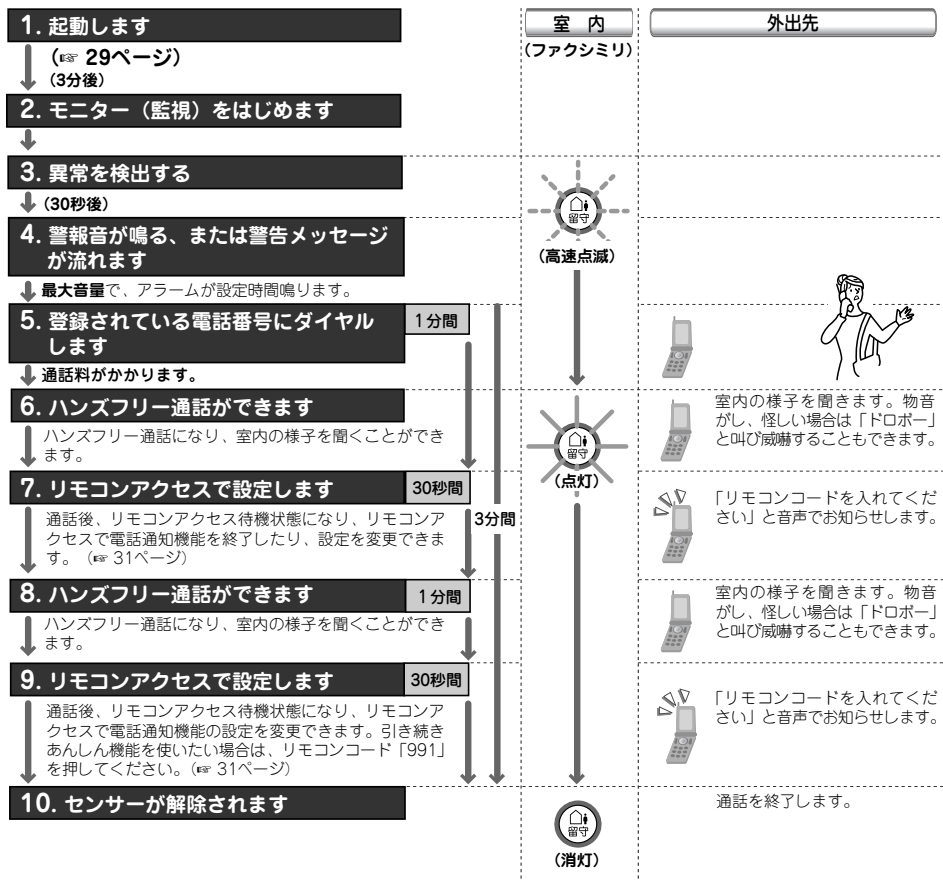 1. 起動します
(☞ 29ページ)
(3分後)
2. モニター（監視）をはじめます
3. 異常を検出する
(30秒後)
4. 警報音が鳴る、または警告メッセージ
が流れます
最大音量で、アラームが設定時間鳴ります。
5. 登録されている電話番号にダイヤル
します
1分間
通話料がかかります。
6. ハンズフリー通話ができます
ハンズフリー通話になり、室内の様子を聞くことができ
ます。
7. リモコンアクセスで設定します
30秒間
通話後、リモコンアクセス待機状態になり、リモコンア
クセスで電話通知機能を終了したり、設定を変更できま
す。（☞ 31ページ）
3分間
8. ハンズフリー通話ができます
1分間
ハンズフリー通話になり、室内の様子を聞くことができ
ます。
9. リモコンアクセスで設定します
30秒間
通話後、リモコンアクセス待機状態になり、リモコンア
クセスで電話通知機能の設定を変更できます。引き続き
あんしん機能を使いたい場合は、リモコンコード「991」
を押してください。（☞ 31ページ）
10. センサーが解除されます
室 内
(ファクシミリ)
留守
(高速点滅)
留守
(点灯)
留守
(消灯)
外出先
室内の様子を聞きます。物音
がし、怪しい場合は「ドロボー」
と叫び威嚇することもできます。
「リモコンコードを入れてくだ
さい」と音声でお知らせします。
室内の様子を聞きます。物音
がし、怪しい場合は「ドロボー」
と叫び威嚇することもできます。
「リモコンコードを入れてくだ
さい」と音声でお知らせします。
通話を終了します。